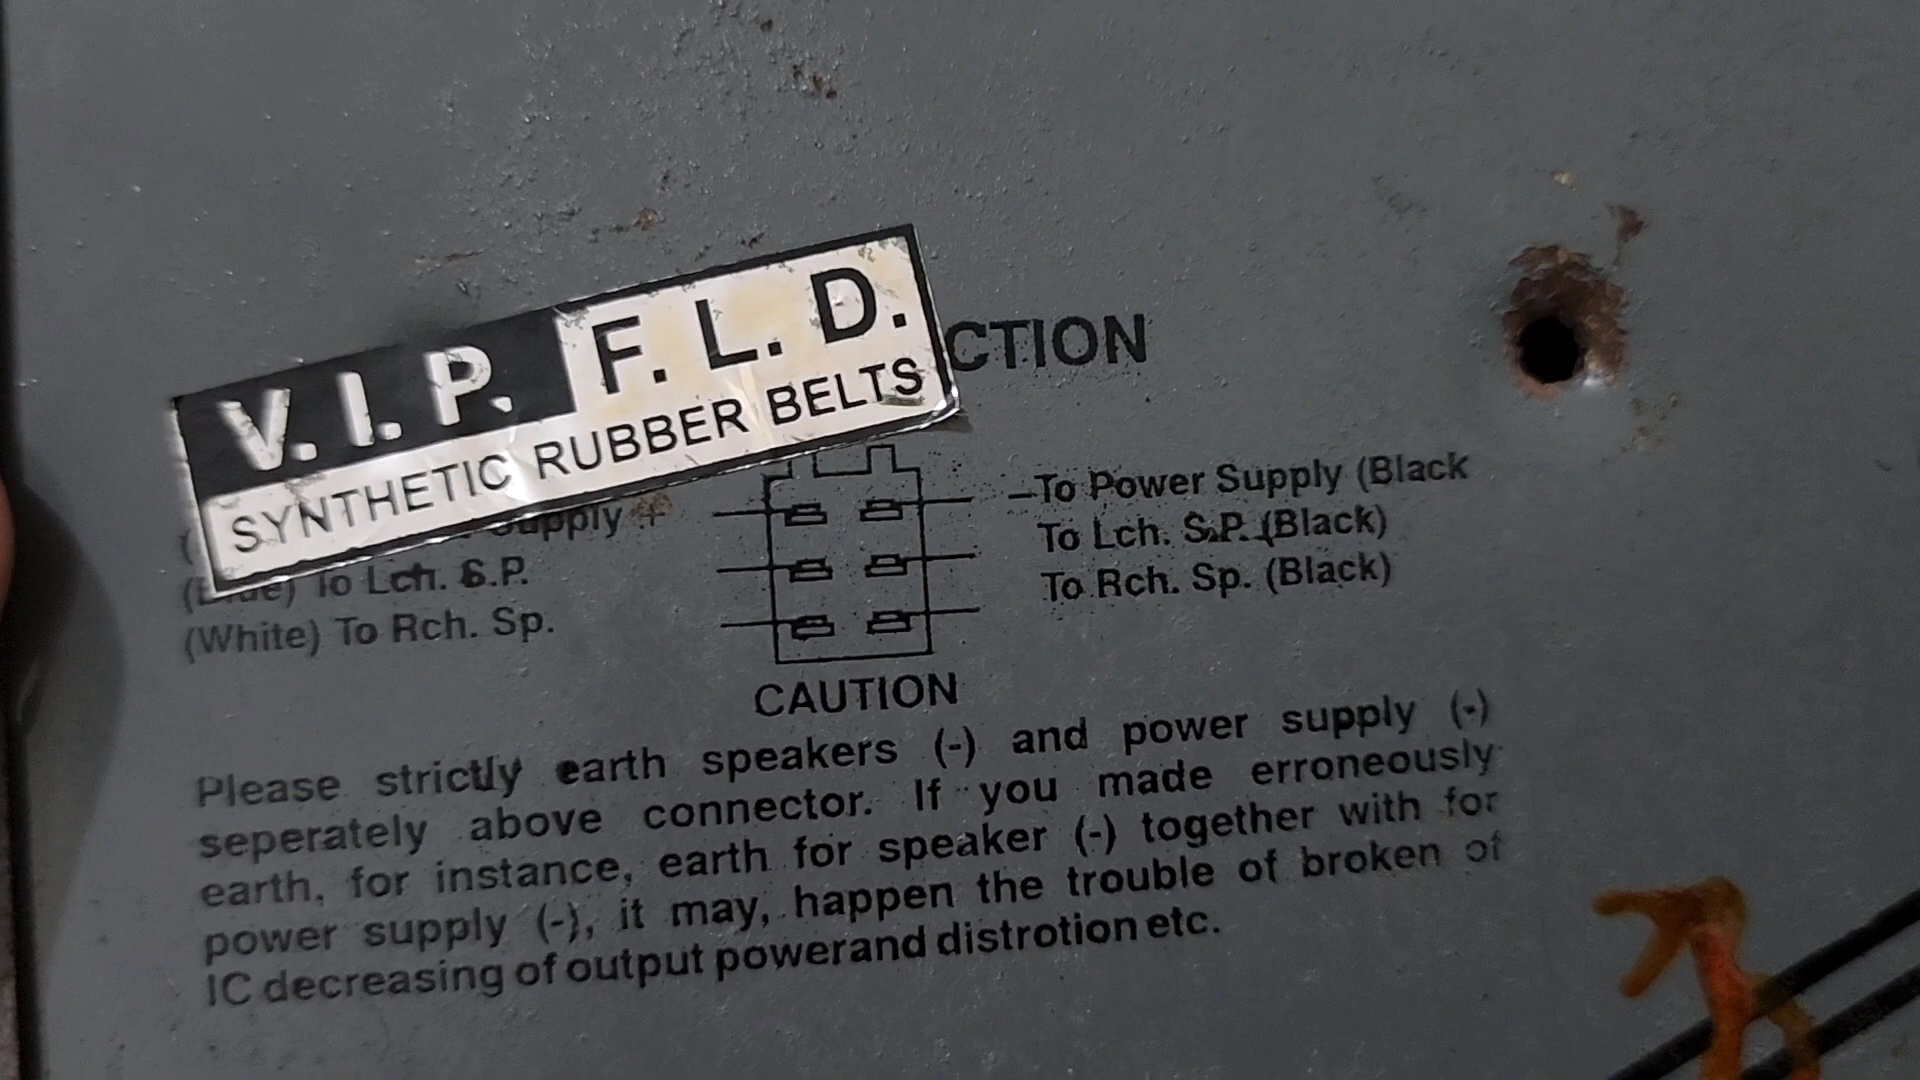 V.I.P. F.L.D.
SYNTHETIC RUBBER BELTS
CTION
Supply +
To Lch. S.P.
(White) To Rch. Sp.
–To Power Supply (Black
To Lch. S.P. (Black)
To Rch. Sp. (Black)
CAUTION
Please strictly earth speakers (-) and power supply (-)
seperately above connector. If you made erroneously
earth, for instance, earth for speaker (-) together with for
power supply (-), it may, happen the trouble of broken of
IC decreasing of output powerand distrotion etc.